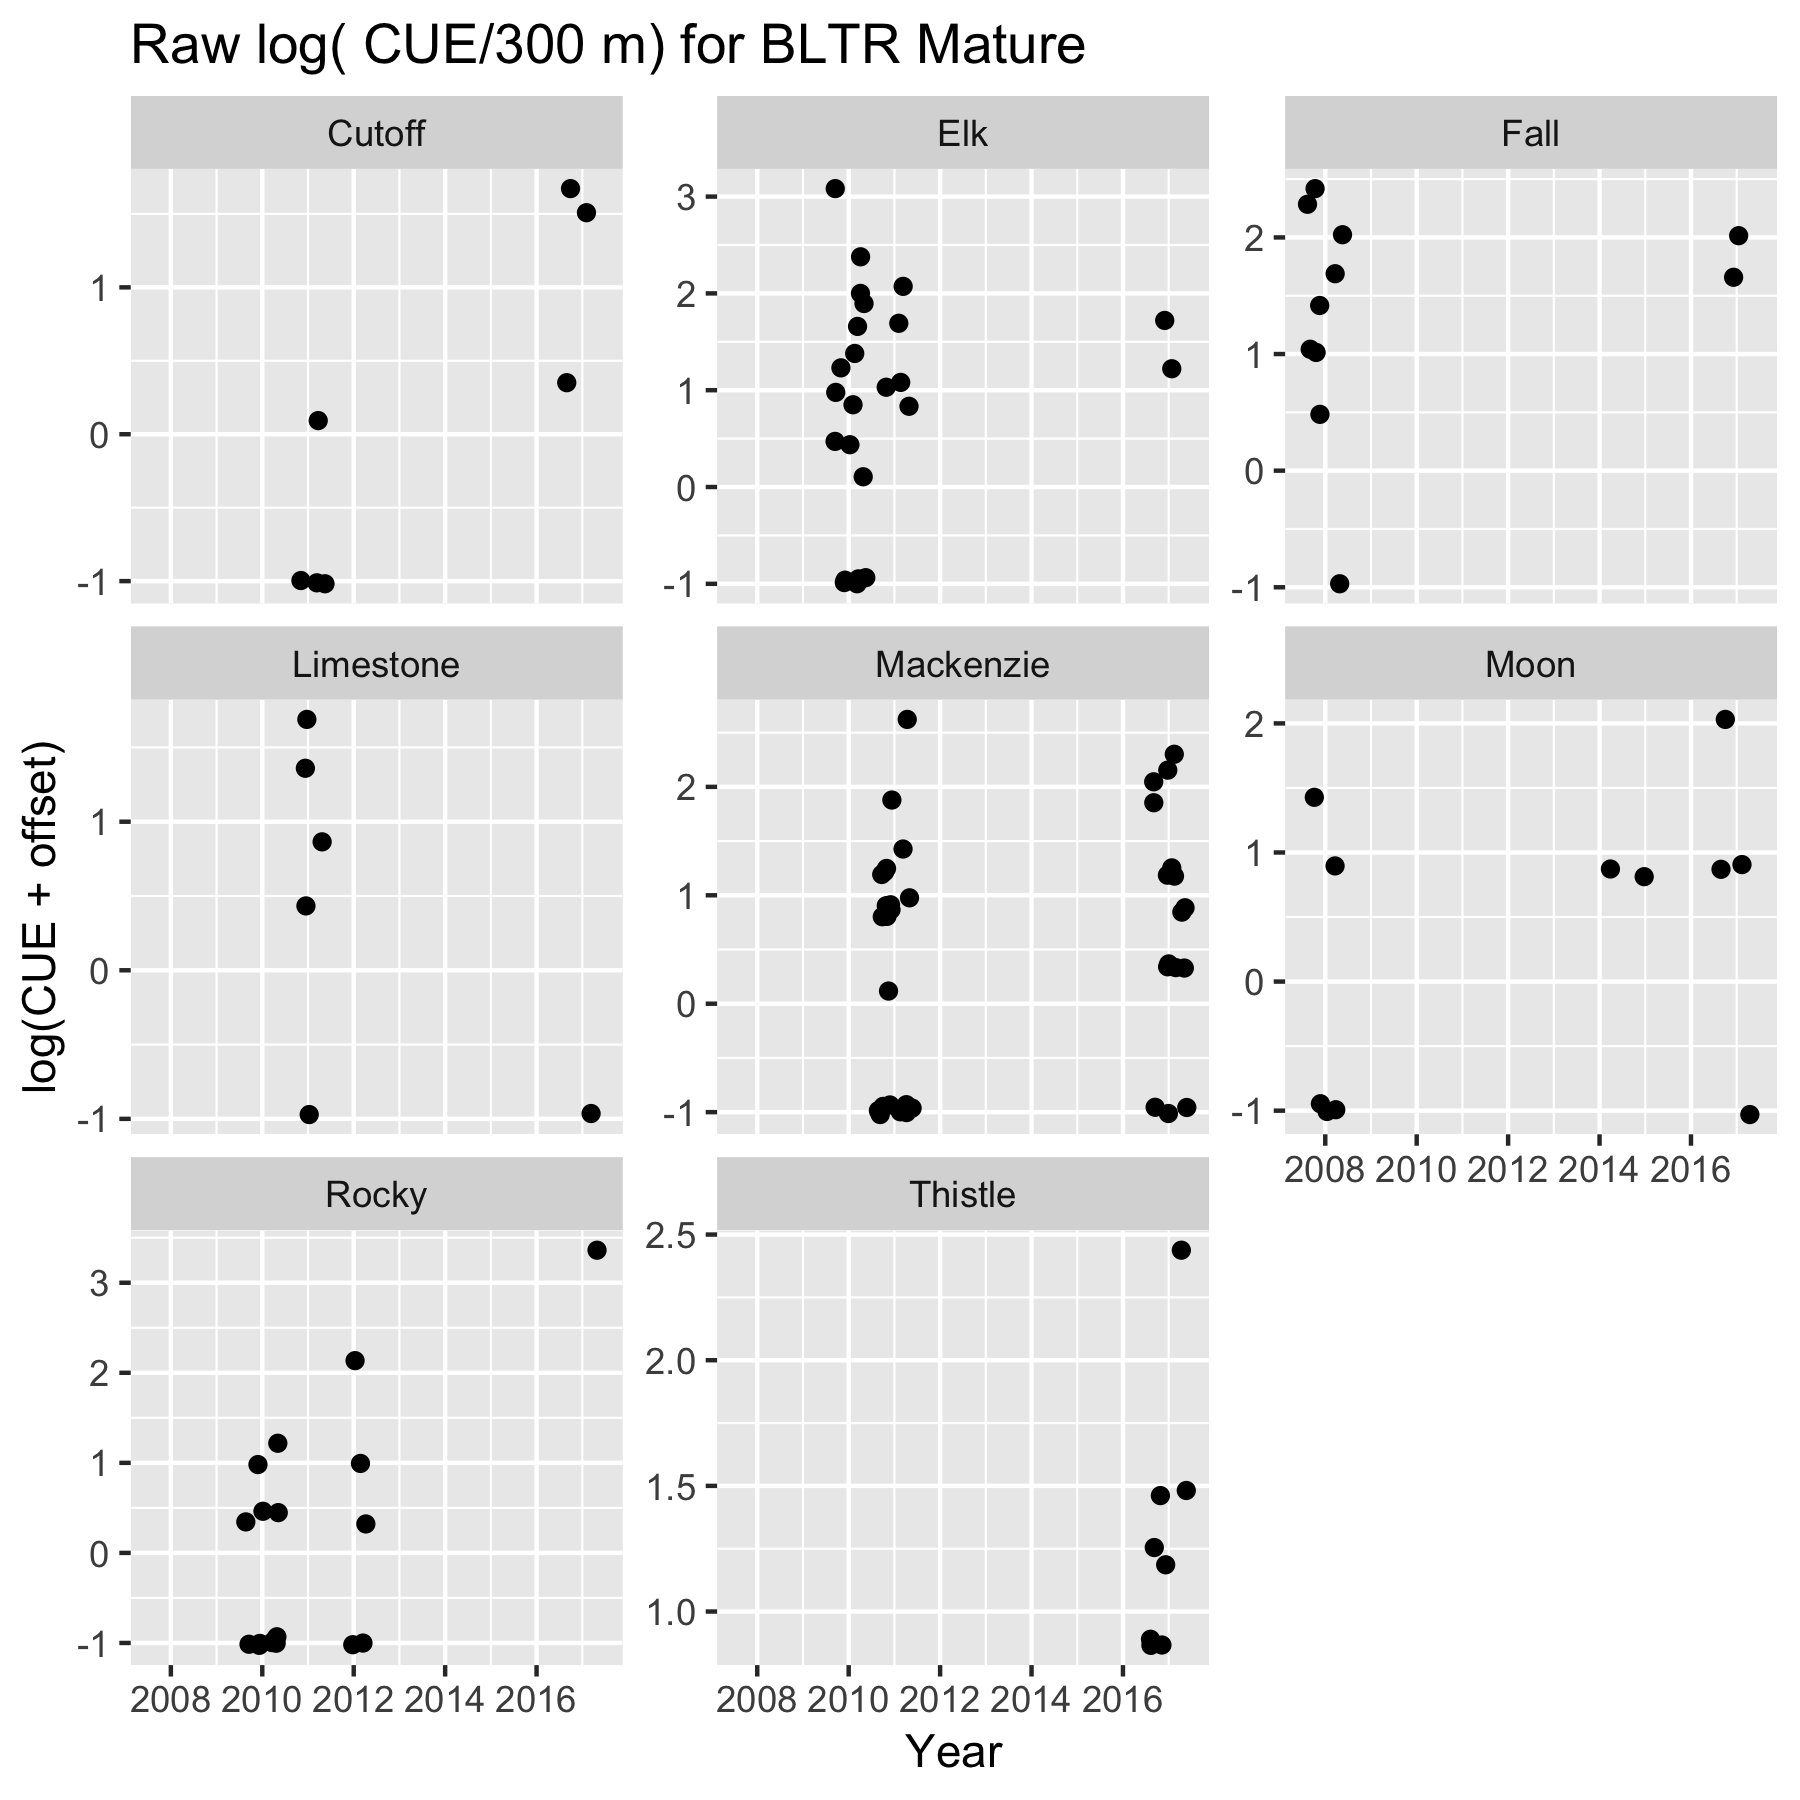 Raw log( CUE/300 m) for BLTR Mature
Cutoff
Elk
Fall
1
0
-1
3
2
1
0
-1
2
1
0
-1
Limestone
Mackenzie
Moon
1
0
-1
2
1
0
-1
2
1
0
-1
2008 2010 2012 2014 2016
Rocky
Thistle
3
2
1
0
-1
2.5
2.0
1.5
1.0
2008 2010 2012 2014 2016
2008 2010 2012 2014 2016
Year
log(CUE + offset)